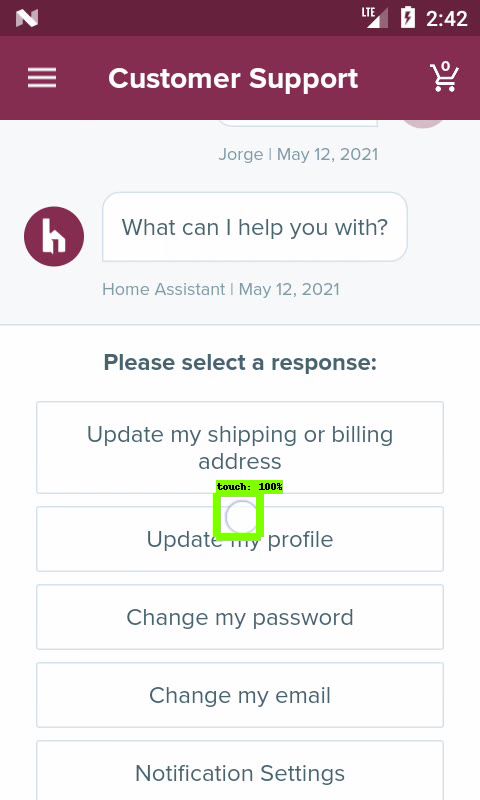 LTE 2:42
Customer Support
0
Jorge | May 12, 2021
h
What can I help you with?
Home Assistant | May 12, 2021
Please select a response:
Update my shipping or billing
address
touch: 100%
Update my profile
Change my password
Change my email
Notification Settings